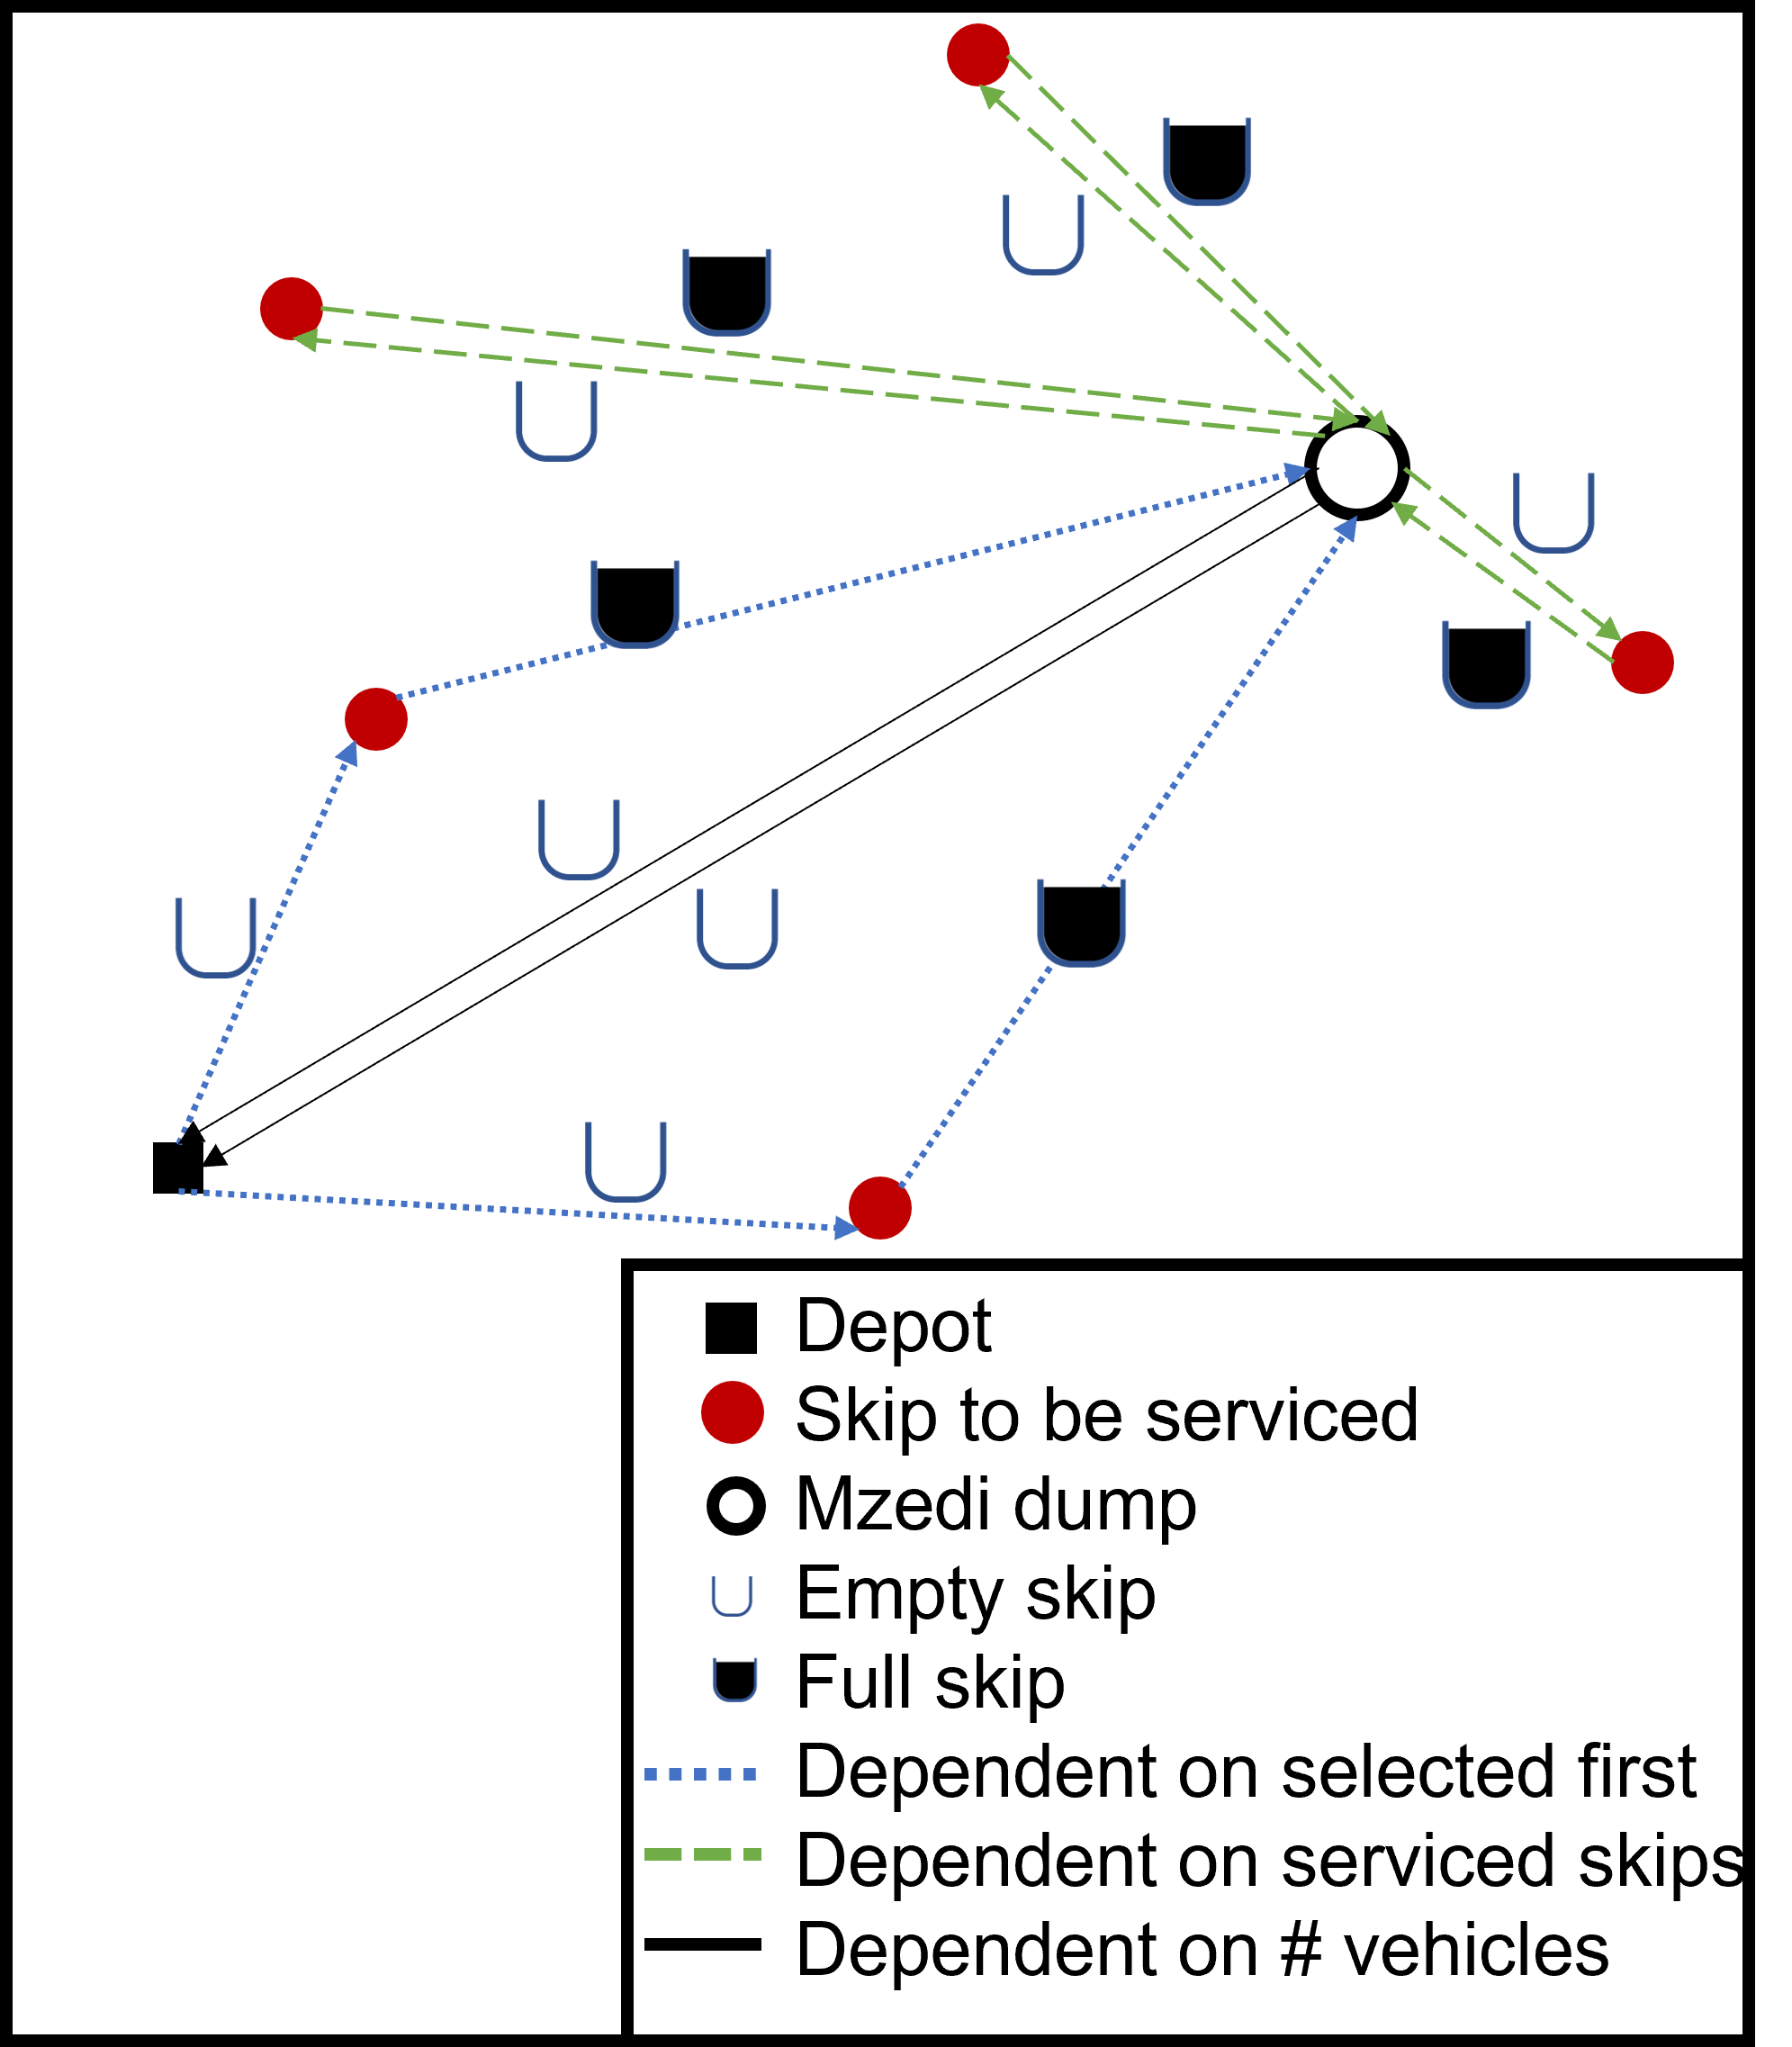 Depot
Skip to be serviced
Mzedi dump
Empty skip
Full skip
Dependent on selected first
Dependent on serviced skips
Dependent on # vehicles